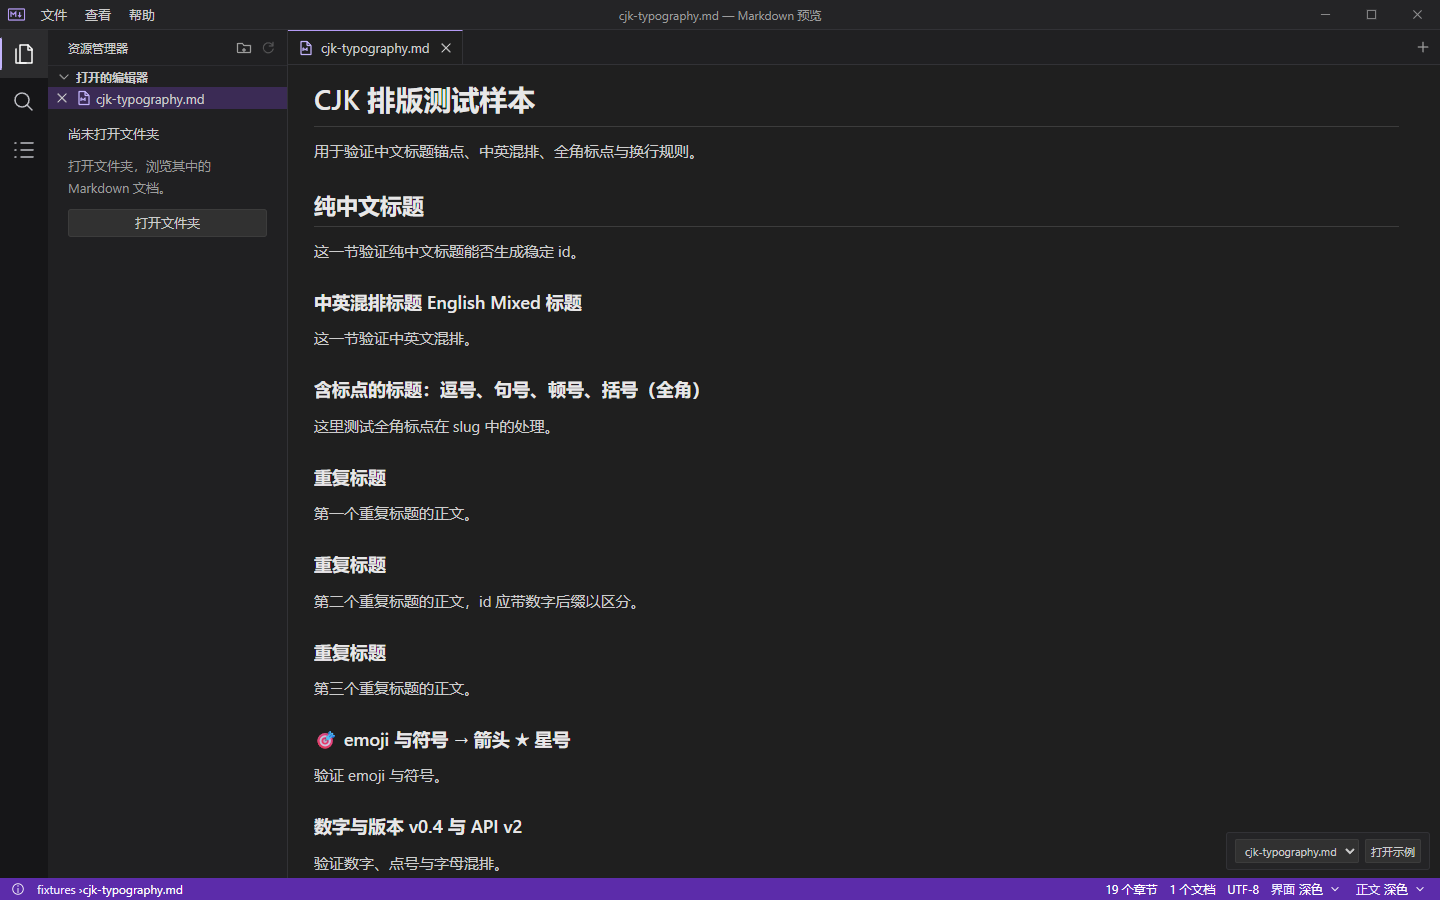 文件 查看 帮助
cjk-typography.md — Markdown 预览
资源管理器
打开的编辑器
cjk-typography.md
尚未打开文件夹
打开文件夹，浏览其中的
Markdown 文档。
打开文件夹
cjk-typography.md
CJK 排版测试样本
用于验证中文标题锚点、中英混排、全角标点与换行规则。
纯中文标题
这一节验证纯中文标题能否生成稳定 id。
中英混排标题 English Mixed 标题
这一节验证中英文混排。
含标点的标题：逗号、句号、顿号、括号（全角）
这里测试全角标点在 slug 中的处理。
重复标题
第一个重复标题的正文。
重复标题
第二个重复标题的正文，id 应带数字后缀以区分。
重复标题
第三个重复标题的正文。
🎯 emoji 与符号 → 箭头 ★ 星号
验证 emoji 与符号。
数字与版本 v0.4 与 API v2
验证数字、点号与字母混排。
cjk-typography.md 打开示例
fixtures ›cjk-typography.md
19 个章节 1 个文档 UTF-8 界面 深色 正文 深色